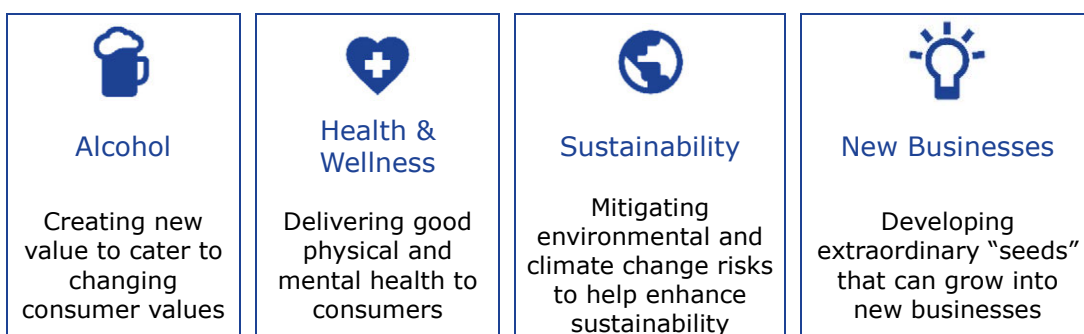 Alcohol
Creating new
value to cater to
changing
consumer values
Health &
Wellness
Delivering good
physical and
mental health to
consumers
Sustainability
Mitigating
environmental and
climate change risks
to help enhance
sustainability
New Businesses
Developing
extraordinary “seeds”
that can grow into
new businesses